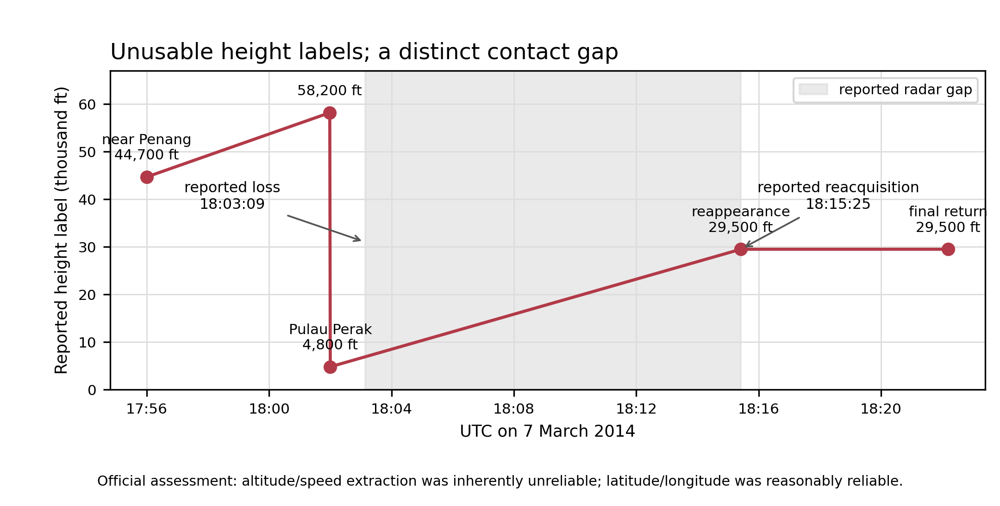 Unusable height labels; a distinct contact gap
reported radar gap
58,200 ft
near Penang
44,700 ft
reported loss
18:03:09
reported reacquisition
18:15:25
reappearance
29,500 ft
final return
29,500 ft
Pulau Perak
4,800 ft
Reported height label (thousand ft)
60
50
40
30
20
10
0
17:56 18:00 18:04 18:08 18:12 18:16 18:20
UTC on 7 March 2014
Official assessment: altitude/speed extraction was inherently unreliable; latitude/longitude was reasonably reliable.